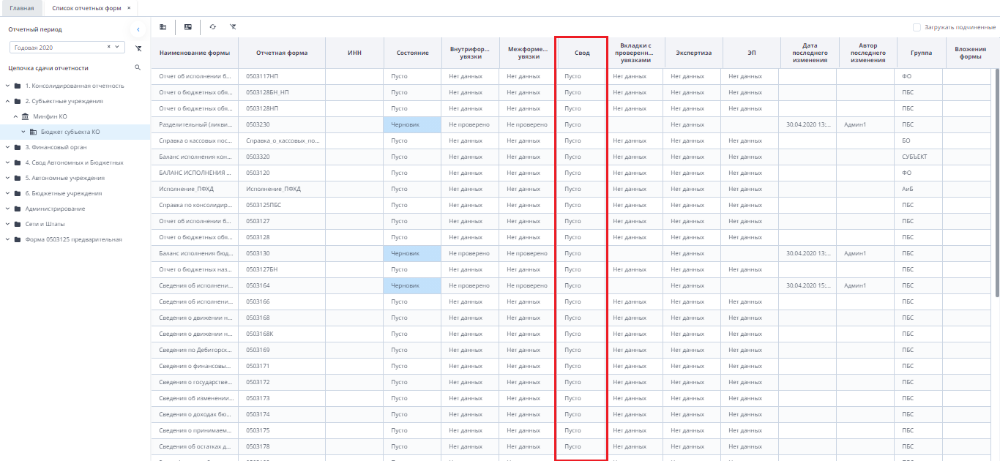 Главная Список отчетных форм ×
Отчетный период
Годовая 2020 ×
Цепочка сдачи отчетности
1. Консолидированная отчетность
2. Субъектные учреждения
Минфин КО
Бюджет субъекта КО
3. Финансовый орган
4. Свод Автономных и Бюджетных
5. Автономные учреждения
6. Бюджетные учреждения
Администрирование
Сети и Штаты
Форма 0503125 предварительная
Загружать подчиненные
Наименование формы Отчетная форма ИНН Состояние Внутрифор... увязки Межформе... увязки Свод Вкладки с проверенн... увязками Экспертиза ЭП Дата последнего изменения Автор последнего изменения Группа Вложения формы
Отчет об исполнении б... 0503117НП Пусто Нет данных Нет данных Пусто Нет данных Нет данных Нет данных ФО
Отчет о бюджетных обя... 0503128БН_НП Пусто Нет данных Нет данных Пусто Нет данных Нет данных Нет данных ПБС
Отчет о бюджетных обя... 0503128НП Пусто Нет данных Нет данных Пусто Нет данных Нет данных Нет данных ПБС
Разделительный (ликви... 0503230 Черновик Не проверено Не проверено Пусто Нет данных 30.04.2020 13:... Админ1 ПБС
Справка о кассовых пос... Справка_о_кассовых_по... Пусто Нет данных Нет данных Пусто Нет данных Нет данных Нет данных БО
Баланс исполнения кон... 0503320 Пусто Нет данных Нет данных Пусто Нет данных Нет данных Нет данных СУБЪЕКТ
БАЛАНС ИСПОЛНЕНИЯ ... 0503120 Пусто Нет данных Нет данных Пусто Нет данных Нет данных Нет данных ФО
Исполнение_ПФХД Исполнение_ПФХД Пусто Нет данных Нет данных Пусто Нет данных Нет данных Нет данных АиБ
Справка по консолидир... 0503125ПБС Пусто Нет данных Нет данных Пусто Нет данных Нет данных Нет данных ПБС
Отчет об исполнении б... 0503127 Пусто Нет данных Нет данных Пусто Нет данных Нет данных Нет данных ПБС
Отчет о бюджетных обя... 0503128 Пусто Нет данных Нет данных Пусто Нет данных Нет данных Нет данных ПБС
Баланс исполнения бюд... 0503130 Черновик Не проверено Не проверено Пусто Нет данных 30.04.2020 13:... Админ1 ПБС
Отчет о бюджетных наз... 0503127БН Пусто Нет данных Нет данных Пусто Нет данных Нет данных Нет данных ПБС
Сведения об исполнени... 0503164 Черновик Не проверено Не проверено Пусто Нет данных 30.04.2020 15:... Админ1 ПБС
Сведения об исполнени... 0503166 Пусто Нет данных Нет данных Пусто Нет данных Нет данных Нет данных ПБС
Сведения о движении н... 0503168 Пусто Нет данных Нет данных Пусто Нет данных Нет данных Нет данных ПБС
Сведения о движении н... 0503168К Пусто Нет данных Нет данных Пусто Нет данных Нет данных Нет данных ПБС
Сведения по Дебиторск... 0503169 Пусто Нет данных Нет данных Пусто Нет данных Нет данных Нет данных ПБС
Сведения о финансовы... 0503171 Пусто Нет данных Нет данных Пусто Нет данных Нет данных Нет данных ПБС
Сведения о государстве... 0503172 Пусто Нет данных Нет данных Пусто Нет данных Нет данных Нет данных ПБС
Сведения об изменении... 0503173 Пусто Нет данных Нет данных Пусто Нет данных Нет данных Нет данных ПБС
Сведения о доходах бю... 0503174 Пусто Нет данных Нет данных Пусто Нет данных Нет данных Нет данных ПБС
Сведения о принимаем... 0503175 Пусто Нет данных Нет данных Пусто Нет данных Нет данных Нет данных ПБС
Сведения об остатках д... 0503178 Пусто Нет данных Нет данных Пусто Нет данных Нет данных Нет данных ПБС